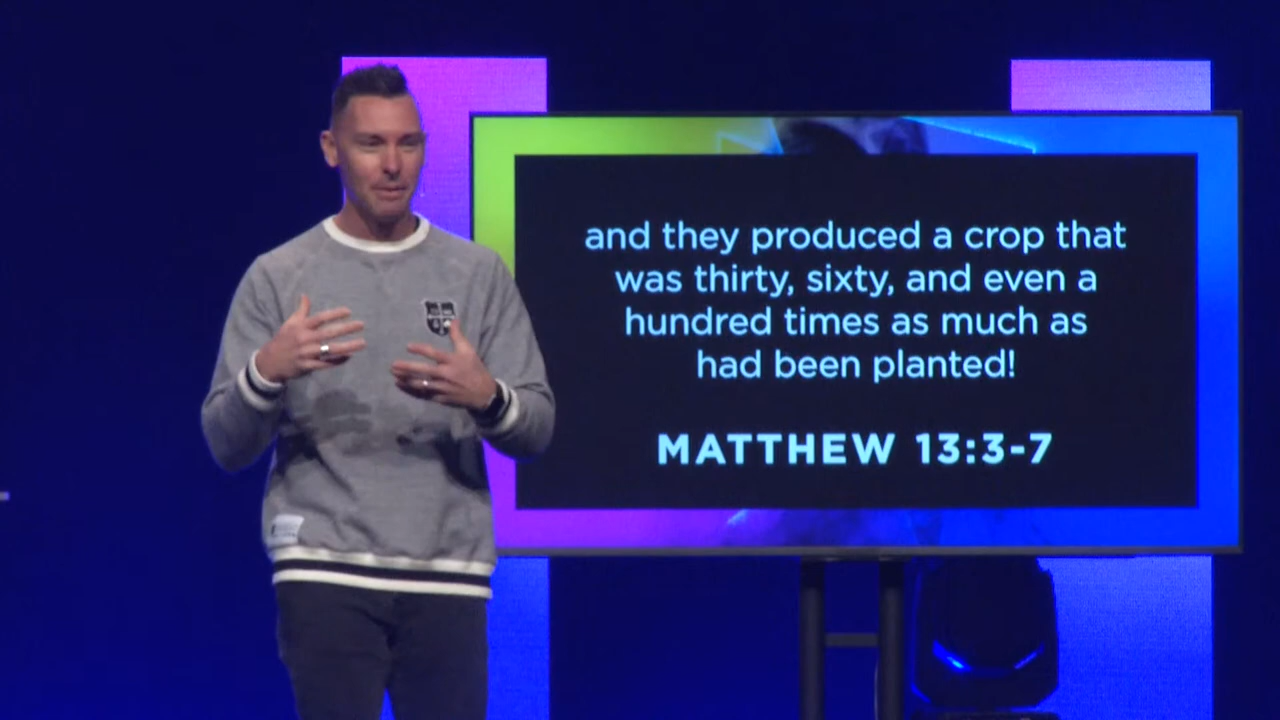 and they produced a crop that
was thirty, sixty, and even a
hundred times as much as
had been planted!
MATTHEW 13:3-7